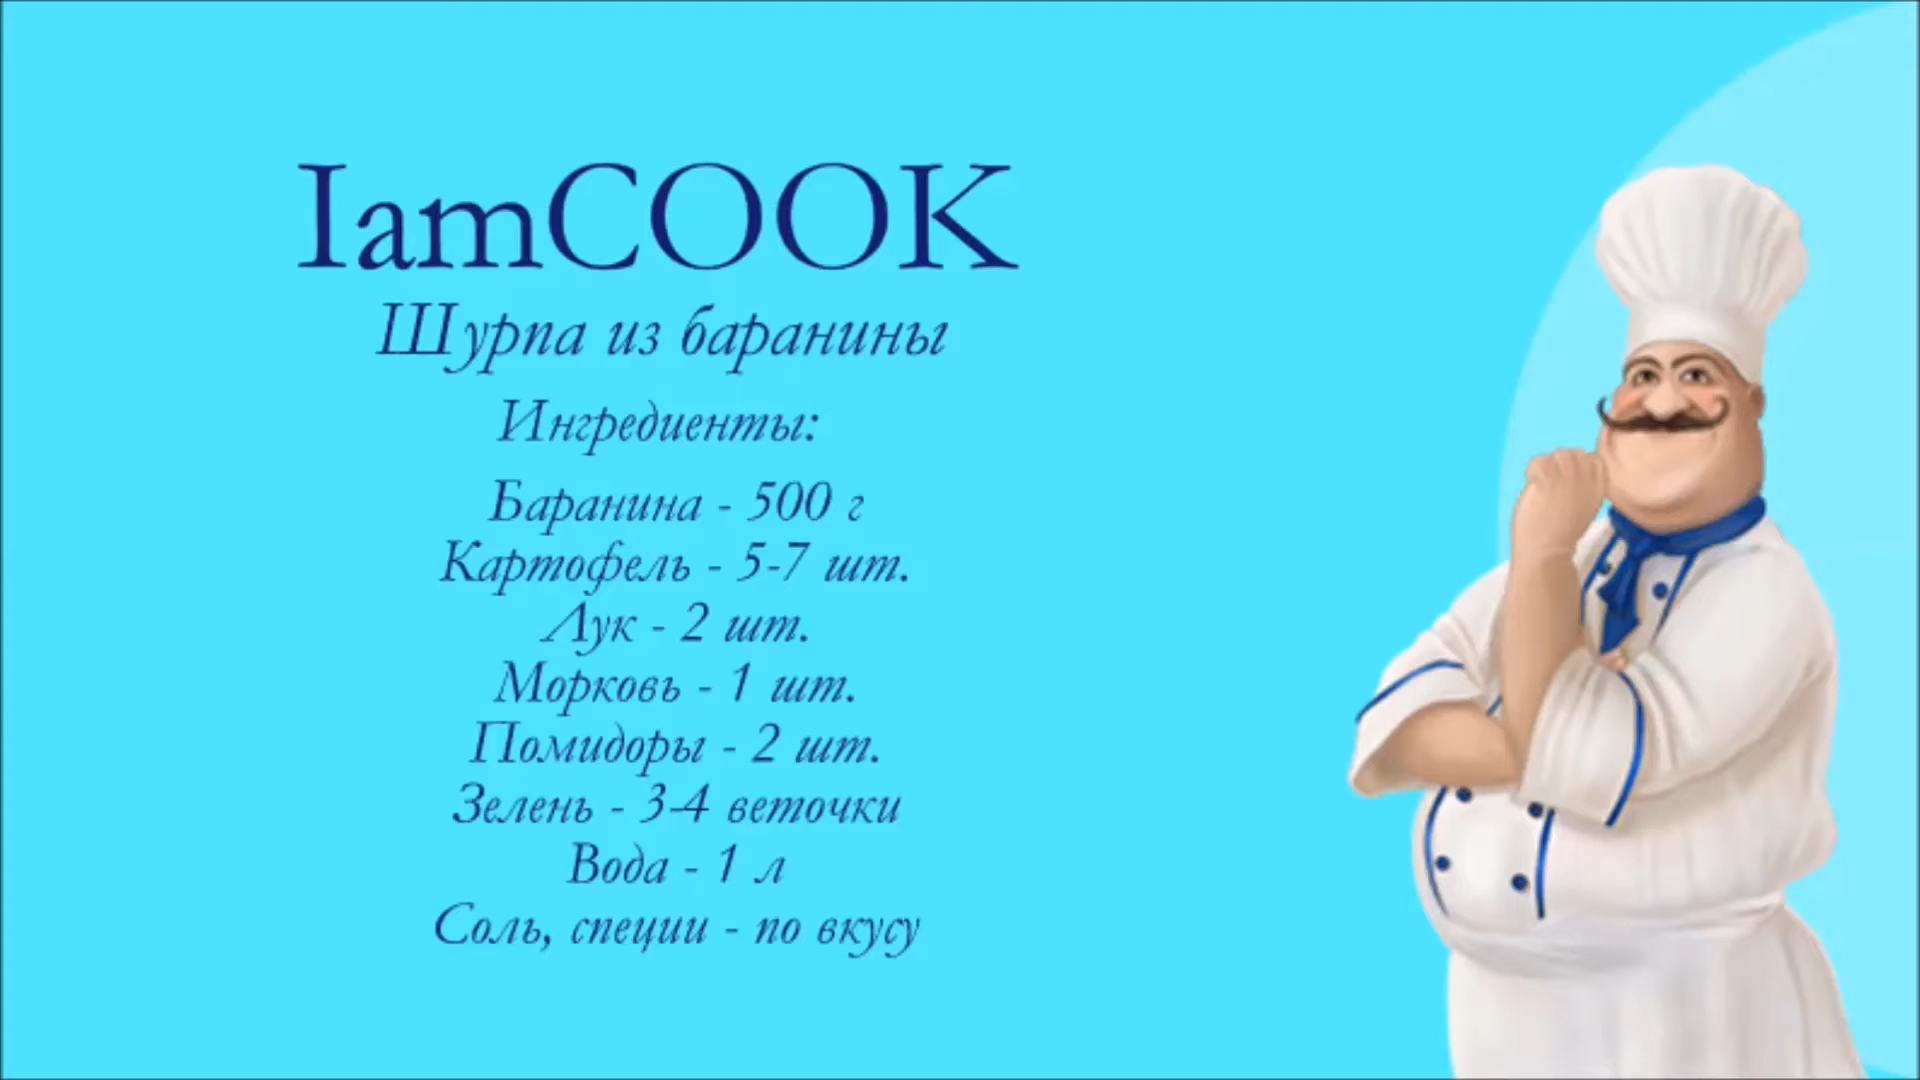 IamCOOK
Шурпа из баранины
Ингредиенты:
Баранина - 500 г
Картофель - 5-7 шт.
Лук - 2 шт.
Морковь - 1 шт.
Помидоры - 2 шт.
Зелень - 3-4 веточки
Вода - 1 л
Соль, специи - по вкусу